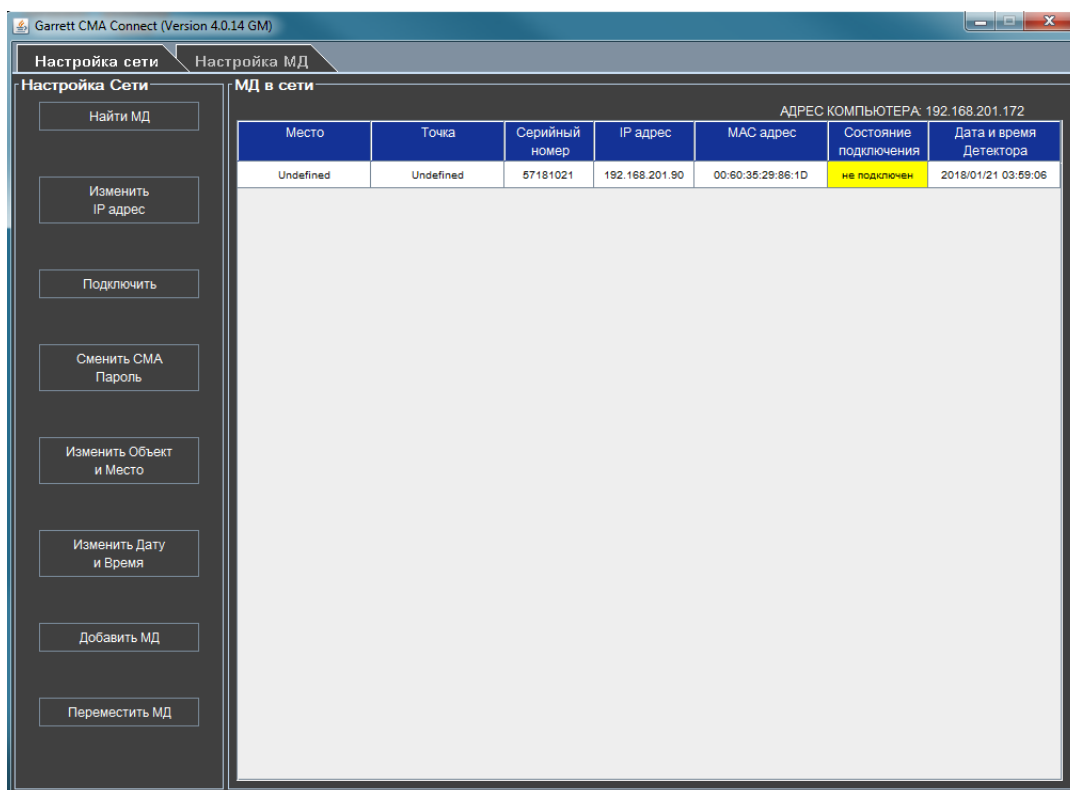 Garrett CMA Connect (Version 4.0.14 GM)
Настройка сети
Настройка МД
Настройка Сети
Найти МД
Изменить
IP адрес
Подключить
Сменить СМА
Пароль
Изменить Объект
и Место
Изменить Дату
и Время
Добавить МД
Переместить МД
МД в сети
АДРЕС КОМПЬЮТЕРА: 192.168.201.172
Место
Точка
Серийный
номер
IP адрес
МАС адрес
Состояние
подключения
Дата и время
Детектора
Undefined
Undefined
57181021
192.168.201.90
00:60:35:29:86:1D
не подключен
2018/01/21 03:59:06